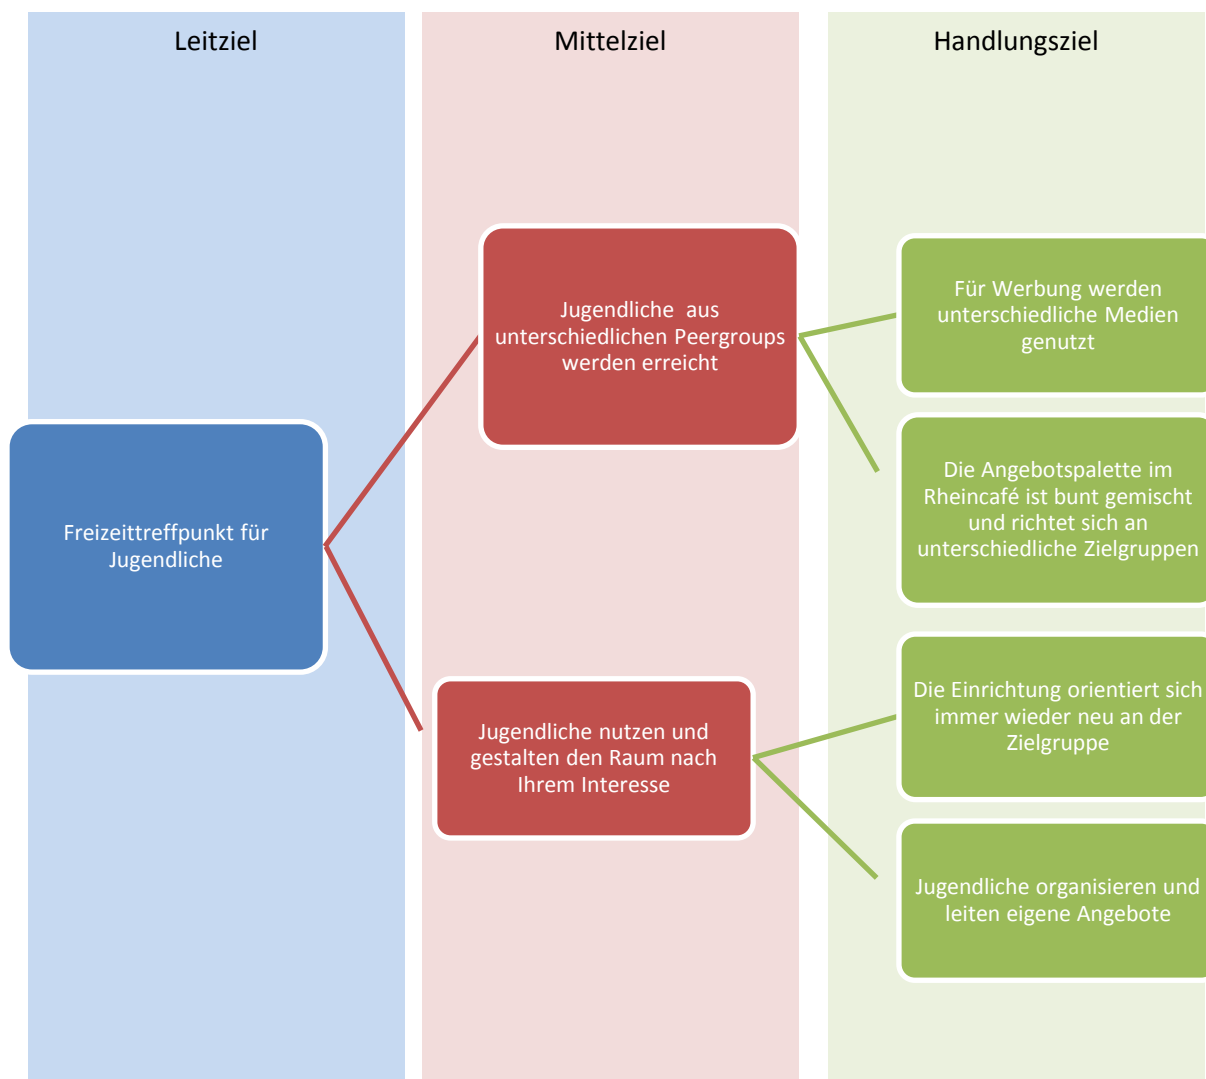 Leitziel
Mittelziel
Handlungsziel
Freizeittreffpunkt für
Jugendliche
Jugendliche  aus
unterschiedlichen Peergroups
werden erreicht
Für Werbung werden
unterschiedliche Medien
genutzt
Die Angebotspalette im
Rheincafé ist bunt gemischt
und richtet sich an
unterschiedliche Zielgruppen
Jugendliche nutzen und
gestalten den Raum nach
Ihrem Interesse
Die Einrichtung orientiert sich
immer wieder neu an der
Zielgruppe
Jugendliche organisieren und
leiten eigene Angebote